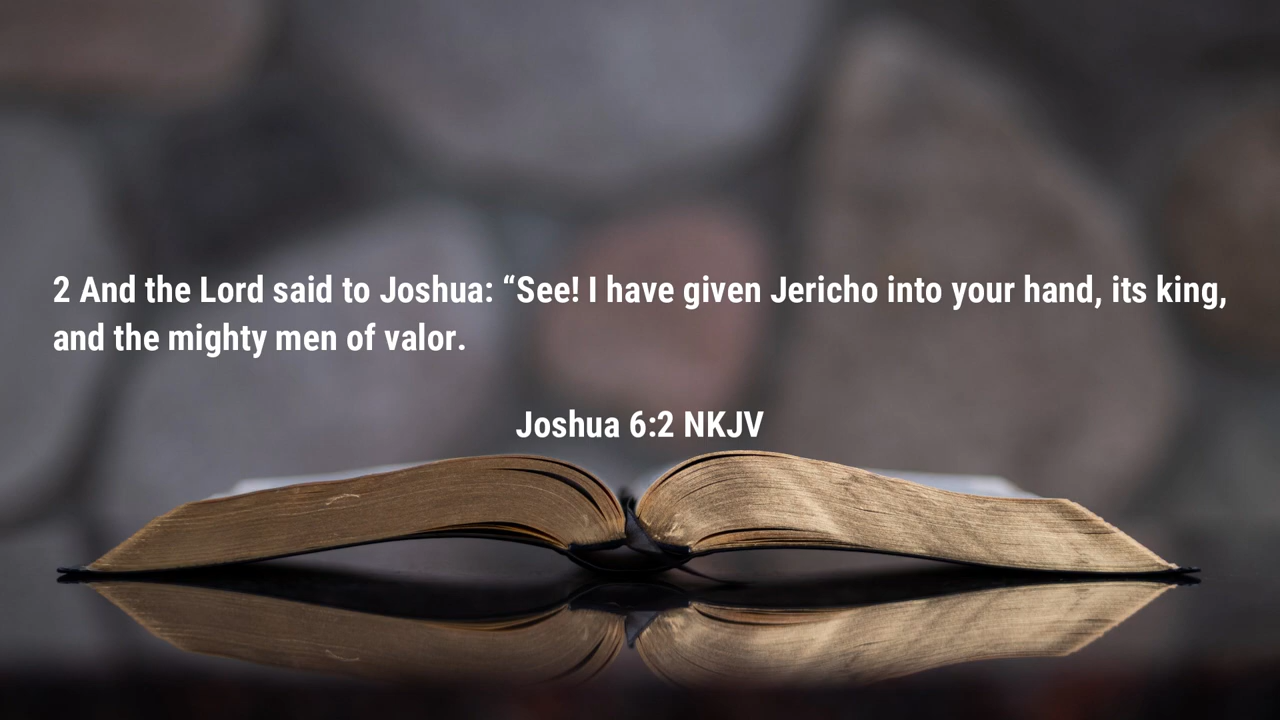 2 And the Lord said to Joshua: “See! I have given Jericho into your hand, its king,
and the mighty men of valor.
Joshua 6:2 NKJV